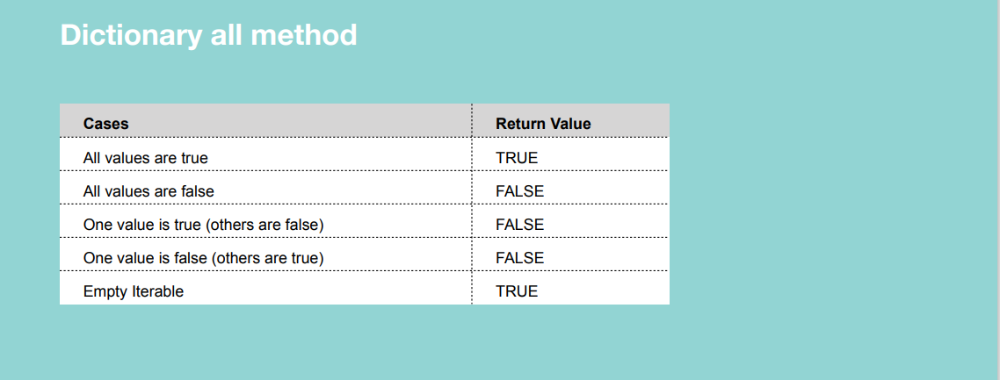 Dictionary all method
Cases Return Value
All values are true TRUE
All values are false FALSE
One value is true (others are false) FALSE
One value is false (others are true) FALSE
Empty Iterable TRUE